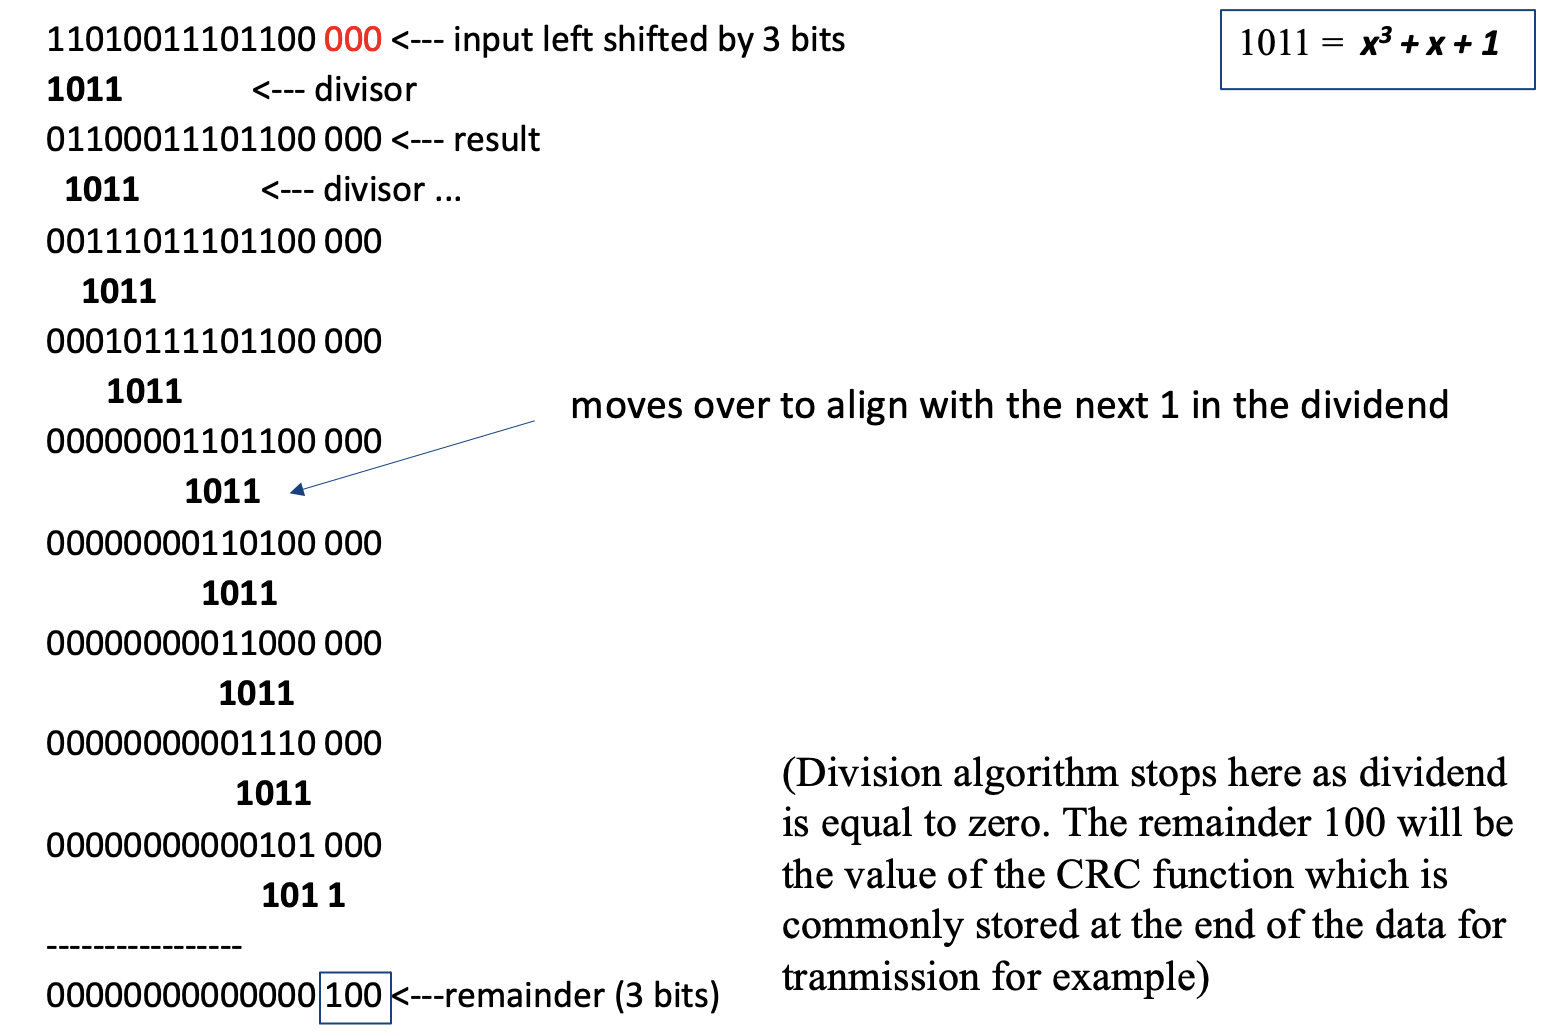 11010011101100 000 <--- input left shifted by 3 bits
1011 = x³ + x + 1
1011 <--- divisor
01100011101100 000 <--- result
1011 <--- divisor ...
00111011101100 000
1011
00010111101100 000
1011
moves over to align with the next 1 in the dividend
00000001101100 000
1011
00000000110100 000
1011
00000000011000 000
1011
00000000001110 000
1011
00000000000101 000
101 1
-----------------
00000000000000 100 <---remainder (3 bits)
(Division algorithm stops here as dividend
is equal to zero. The remainder 100 will be
the value of the CRC function which is
commonly stored at the end of the data for
tranmission for example)